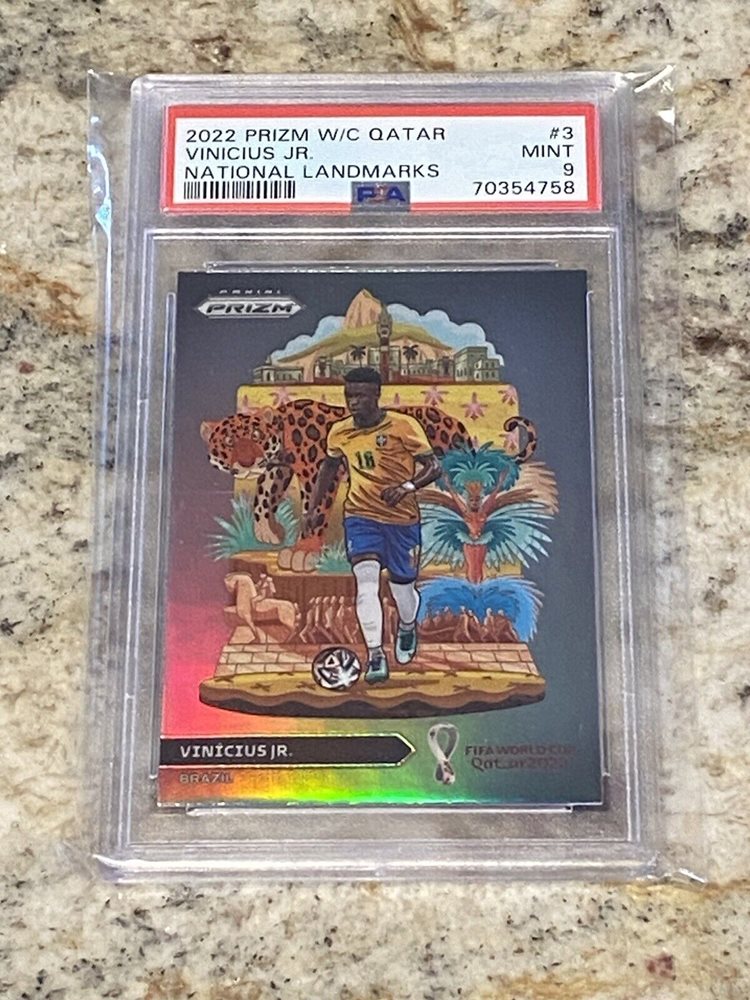 2022 PRIZM W/C QATAR #3
VINICIUS JR. MINT
NATIONAL LANDMARKS 9
PSA 70354758
PANINI
PRIZM
18
VINÍCIUS JR.
BRAZIL
FIFA WORLD CUP
Qatar2022